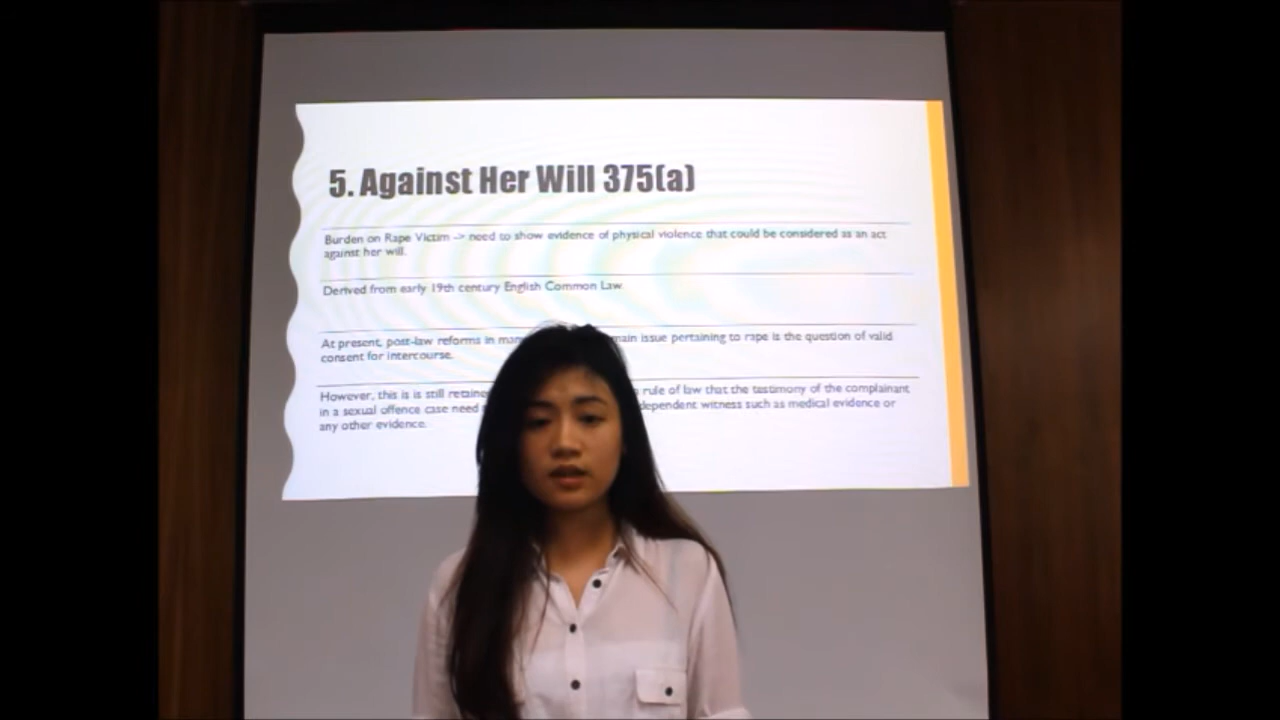 5. Against Her Will 375(a)
Burden on Rape Victim -> need to show evidence of physical violence that could be considered as an act
against her will.
Derived from early 19th century English Common Law
At present, post-law reforms in main issue pertaining to rape is the question of valid
consent for intercourse.
However, this is is still rule of law that the testimony of the complainant
in a sexual offence case need witness such as medical evidence or
any other evidence.